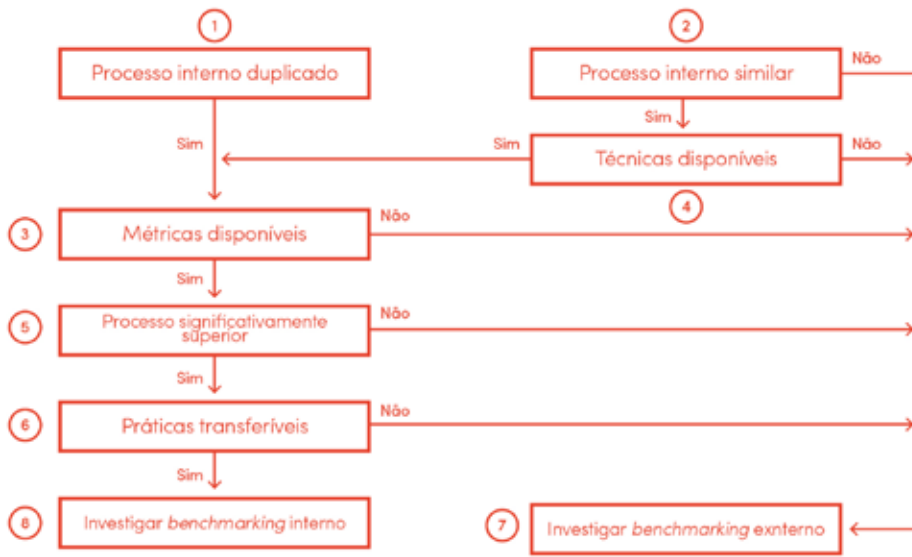 1
2
Processo interno duplicado
Processo interno similar
Não
Sim
Sim
Sim
Técnicas disponíveis
Não
4
3
Métricas disponíveis
Não
Sim
5
Processo significativamente
superior
Não
Sim
6
Práticas transferíveis
Não
Sim
8
Investigar benchmarking interno
7
Investigar benchmarking exnterno